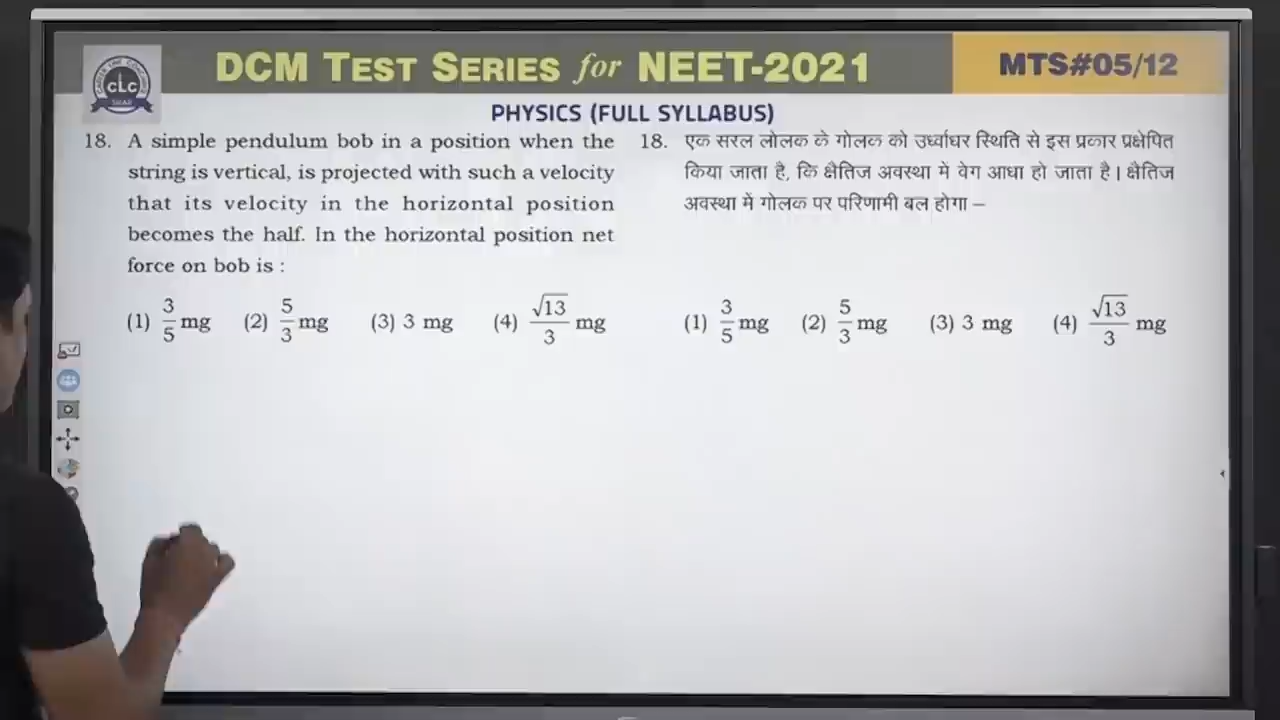 DCM TEST SERIES for NEET-2021
MTS#05/12
CLC
SIKAR
PHYSICS (FULL SYLLABUS)
18. A simple pendulum bob in a position when the
string is vertical, is projected with such a velocity
that its velocity in the horizontal position
becomes the half. In the horizontal position net
force on bob is :
(1) 3/5 mg (2) 5/3 mg (3) 3 mg (4) √13/3 mg
18. एक सरल लोलक के गोलक को उर्ध्वाधर स्थिति से इस प्रकार प्रक्षेपित
किया जाता है, कि क्षैतिज अवस्था में वेग आधा हो जाता है। क्षैतिज
अवस्था में गोलक पर परिणामी बल होगा –
(1) 3/5 mg (2) 5/3 mg (3) 3 mg (4) √13/3 mg